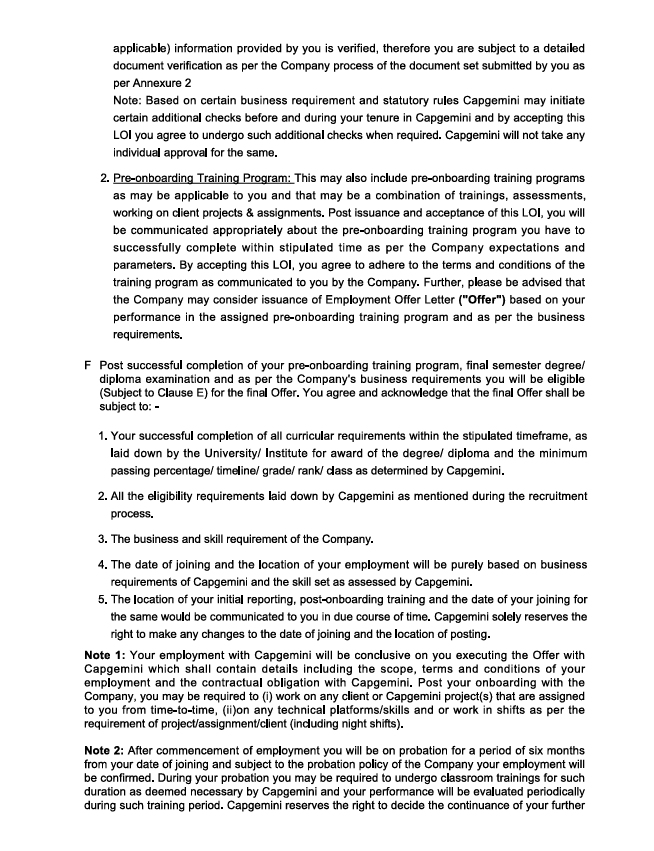 applicable) information provided by you is verified, therefore you are subject to a detailed
document verification as per the Company process of the document set submitted by you as
per Annexure 2
Note: Based on certain business requirement and statutory rules Capgemini may initiate
certain additional checks before and during your tenure in Capgemini and by accepting this
LOI you agree to undergo such additional checks when required. Capgemini will not take any
individual approval for the same.
2. Pre-onboarding Training Program: This may also include pre-onboarding training programs
as may be applicable to you and that may be a combination of trainings, assessments,
working on client projects & assignments. Post issuance and acceptance of this LOI, you will
be communicated appropriately about the pre-onboarding training program you have to
successfully complete within stipulated time as per the Company expectations and
parameters. By accepting this LOI, you agree to adhere to the terms and conditions of the
training program as communicated to you by the Company. Further, please be advised that
the Company may consider issuance of Employment Offer Letter ("Offer") based on your
performance in the assigned pre-onboarding training program and as per the business
requirements.
F Post successful completion of your pre-onboarding training program, final semester degree/
diploma examination and as per the Company's business requirements you will be eligible
(Subject to Clause E) for the final Offer. You agree and acknowledge that the final Offer shall be
subject to: -
1. Your successful completion of all curricular requirements within the stipulated timeframe, as
laid down by the University/ Institute for award of the degree/ diploma and the minimum
passing percentage/ timeline/ grade/ rank/ class as determined by Capgemini.
2. All the eligibility requirements laid down by Capgemini as mentioned during the recruitment
process.
3. The business and skill requirement of the Company.
4. The date of joining and the location of your employment will be purely based on business
requirements of Capgemini and the skill set as assessed by Capgemini.
5. The location of your initial reporting, post-onboarding training and the date of your joining for
the same would be communicated to you in due course of time. Capgemini solely reserves the
right to make any changes to the date of joining and the location of posting.
Note 1: Your employment with Capgemini will be conclusive on you executing the Offer with
Capgemini which shall contain details including the scope, terms and conditions of your
employment and the contractual obligation with Capgemini. Post your onboarding with the
Company, you may be required to (i) work on any client or Capgemini project(s) that are assigned
to you from time-to-time, (ii)on any technical platforms/skills and or work in shifts as per the
requirement of project/assignment/client (including night shifts).
Note 2: After commencement of employment you will be on probation for a period of six months
from your date of joining and subject to the probation policy of the Company your employment will
be confirmed. During your probation you may be required to undergo classroom trainings for such
duration as deemed necessary by Capgemini and your performance will be evaluated periodically
during such training period. Capgemini reserves the right to decide the continuance of your further